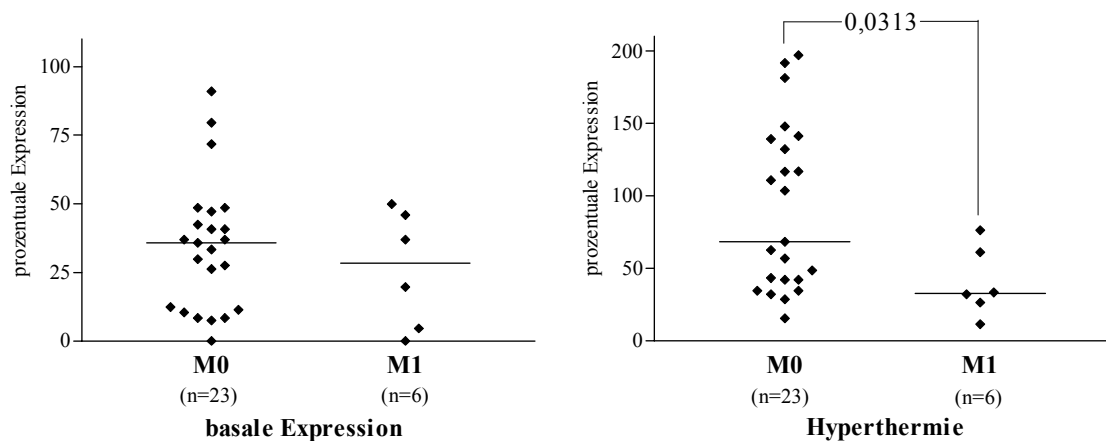 prozentuale Expression
100
75
50
25
0
M0
M1
(n=23)
(n=6)
basale Expression
0,0313
prozentuale Expression
200
150
100
50
0
M0
M1
(n=23)
(n=6)
Hyperthermie